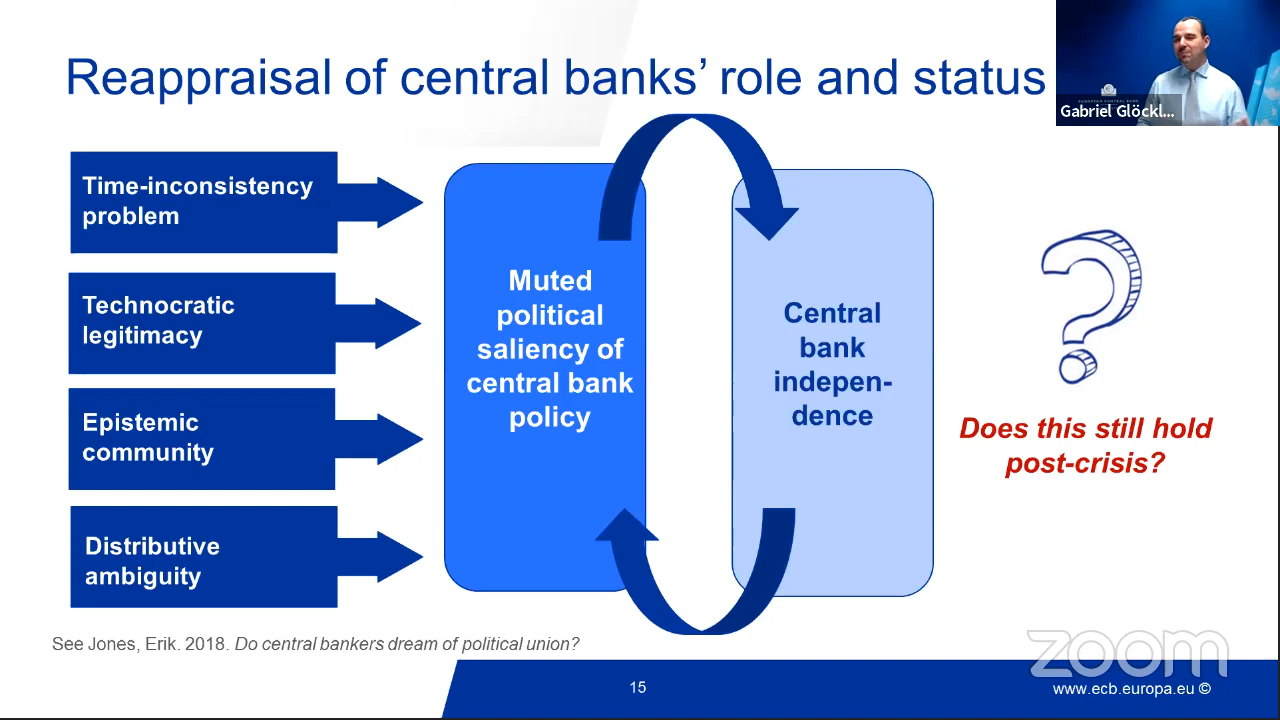 Reappraisal of central banks’ role and status
Gabriel Glöckl...
Time-inconsistency
problem
Technocratic
legitimacy
Epistemic
community
Distributive
ambiguity
Muted
political
saliency of
central bank
policy
Central
bank
indepen-
dence
Does this still hold
post-crisis?
See Jones, Erik. 2018. Do central bankers dream of political union?
zoom
15
www.ecb.europa.eu ©